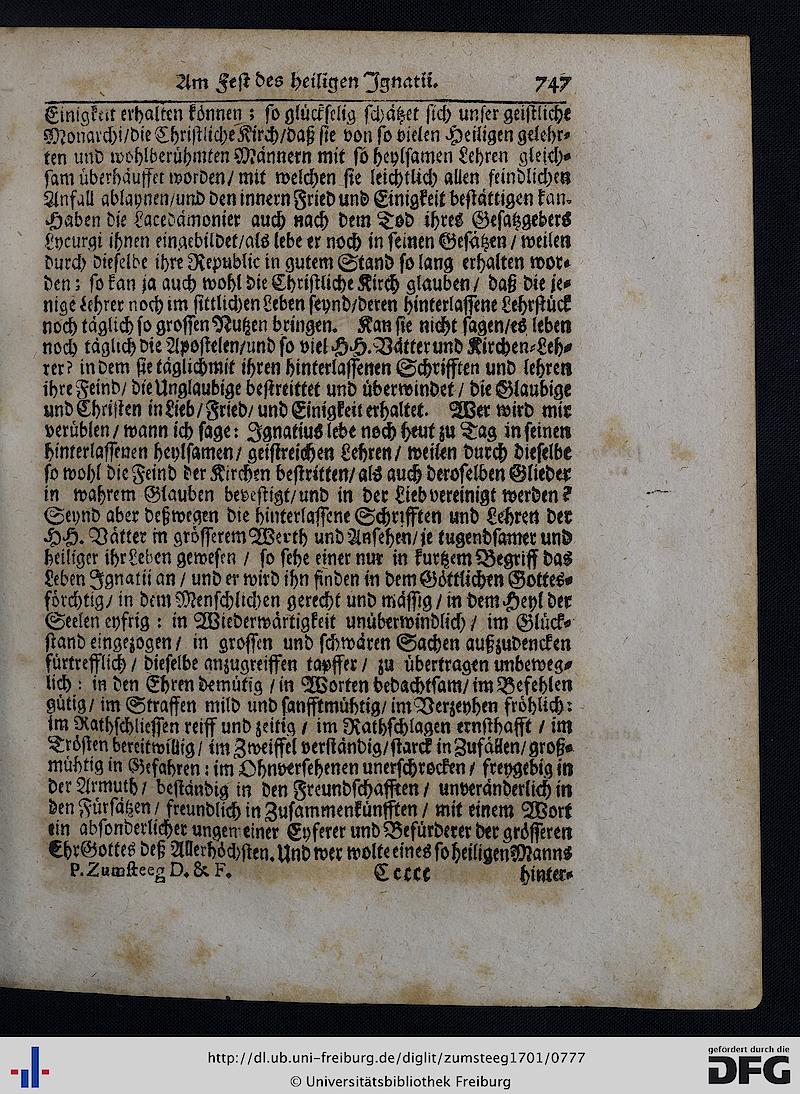 Am Fest des heiligen Ignatii. 747
Einigkeit erhalten können; so glückselig schätzet sich unser geistliche
Monarchi/die Christliche Kirch/daß sie von so vielen Heiligen gelehr-
ten und wohlberühmten Männern mit so heylsamen Lehren gleich-
sam überhäuffet worden/ mit welchen sie leichtlich allen feindlichen
Anfall ablaynen/und den innern Fried und Einigkeit bestättigen kan.
Haben die Lacedämonier auch nach dem Tod ihres Gesatzgebers
Lycurgi ihnen eingebildet/als lebe er noch in seinen Gesätzen / weilen
durch dieselbe ihre Republic in gutem Stand so lang erhalten wor-
den; so kan ja auch wohl die Christliche Kirch glauben/ daß die je-
nige Lehrer noch im sittlichen Leben seynd/deren hinterlassene Lehrstück
noch täglich so grossen Nutzen bringen. Kan sie nicht sagen/es leben
noch täglich die Apostelen/und so viel HH. Vätter und Kirchen-Leh-
rer? in dem sie täglich mit ihren hinterlassenen Schrifften und lehren
ihre Feind/ die Unglaubige bestreittet und überwindet / die Glaubige
und Christen in Lieb/ Fried/ und Einigkeit erhaltet. Wer wird mir
verüblen/ wann ich sage: Ignatius lebe noch heut zu Tag in seinen
hinterlassenen heylsamen/ geistreichen Lehren/ weilen durch dieselbe
so wohl die Feind der Kirchen bestritten/ als auch deroselben Glieder
in wahrem Glauben bevestigt/und in der Lieb vereinigt werden?
Seynd aber deßwegen die hinterlassene Schrifften und Lehren der
HH. Vätter in grösserem Werth und Ansehen/ je tugendsamer und
heiliger ihr Leben gewesen / so sehe einer nur in kurtzem Begriff das
Leben Ignatii an / und er wird ihn finden in dem Göttlichen Gottes-
förchtig/ in dem Menschlichen gerecht und mässig / in dem Heyl der
Seelen eyfrig : in Wiederwärtigkeit unüberwindlich / im Glück-
stand eingezogen/ in grossen und schwären Sachen außzudencken
fürtrefflich / dieselbe anzugreiffen tapffer / zu übertragen unbeweg-
lich : in den Ehren demütig / in Worten bedachtsam/ im Befehlen
gütig/ im Straffen mild und sanfftmühtig/ im Verzeyhen fröhlich:
im Rathschliessen reiff und zeitig / im Rathschlagen ernsthafft / im
Trösten bereitwillig / im Zweiffel verständig/starck in Zufällen/ groß-
mühtig in Gefahren: im Ohnversehenen unerschrocken / freygebig in
der Armuth / beständig in den Freundschafften / unveränderlich in
den Fürsätzen/ freundlich in Zusammenkünfften / mit einem Wort
ein absonderlicher ungemeiner Eyferer und Befürderer der grösseren
Ehr Gottes deß Allerhöchsten. Und wer wolte eines so heiligen Manns
P. Zumsteeg D. & F. Ccccc hinter-
http://dl.ub.uni-freiburg.de/diglit/zumsteeg1701/0777
© Universitätsbibliothek Freiburg
gefördert durch die
DFG